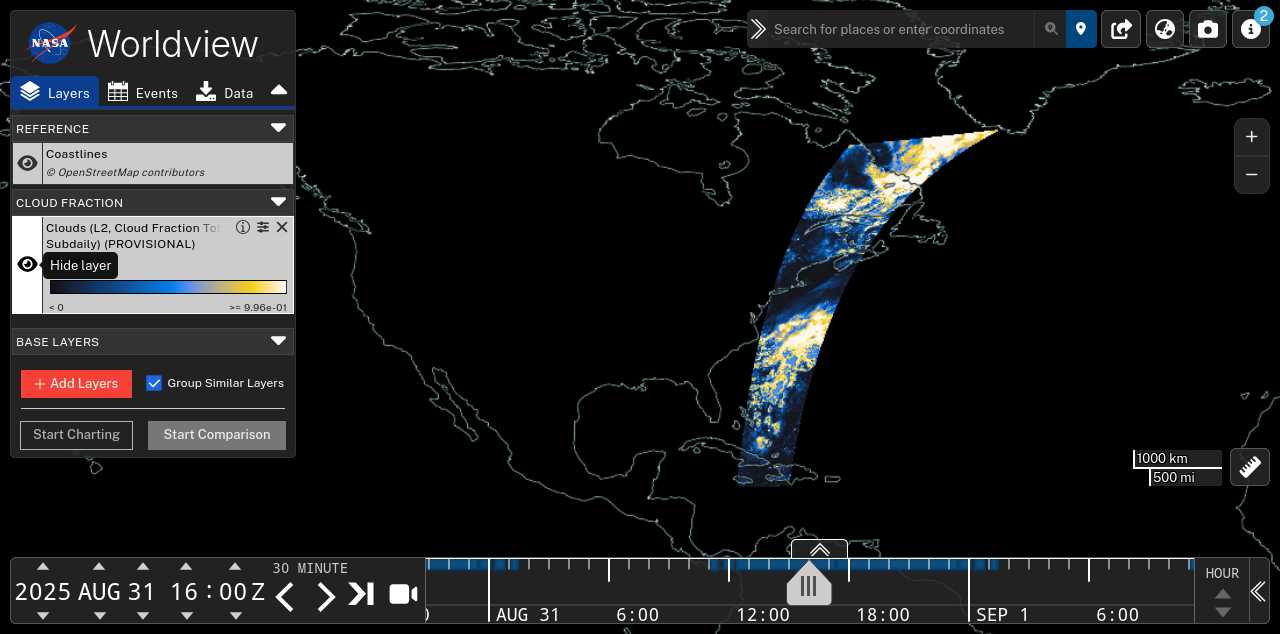 NASA
Worldview
Layers
Events
Data
REFERENCE
Coastlines
© OpenStreetMap contributors
CLOUD FRACTION
Clouds (L2, Cloud Fraction Tot
Subdaily) (PROVISIONAL)
Hide layer
< 0
>= 9.96e-01
BASE LAYERS
+ Add Layers
Group Similar Layers
Start Charting
Start Comparison
Search for places or enter coordinates
2
+
−
1000 km
500 mi
2025 AUG 31 16 : 00 Z
30 MINUTE
AUG 31
6:00
12:00
18:00
SEP 1
6:00
HOUR